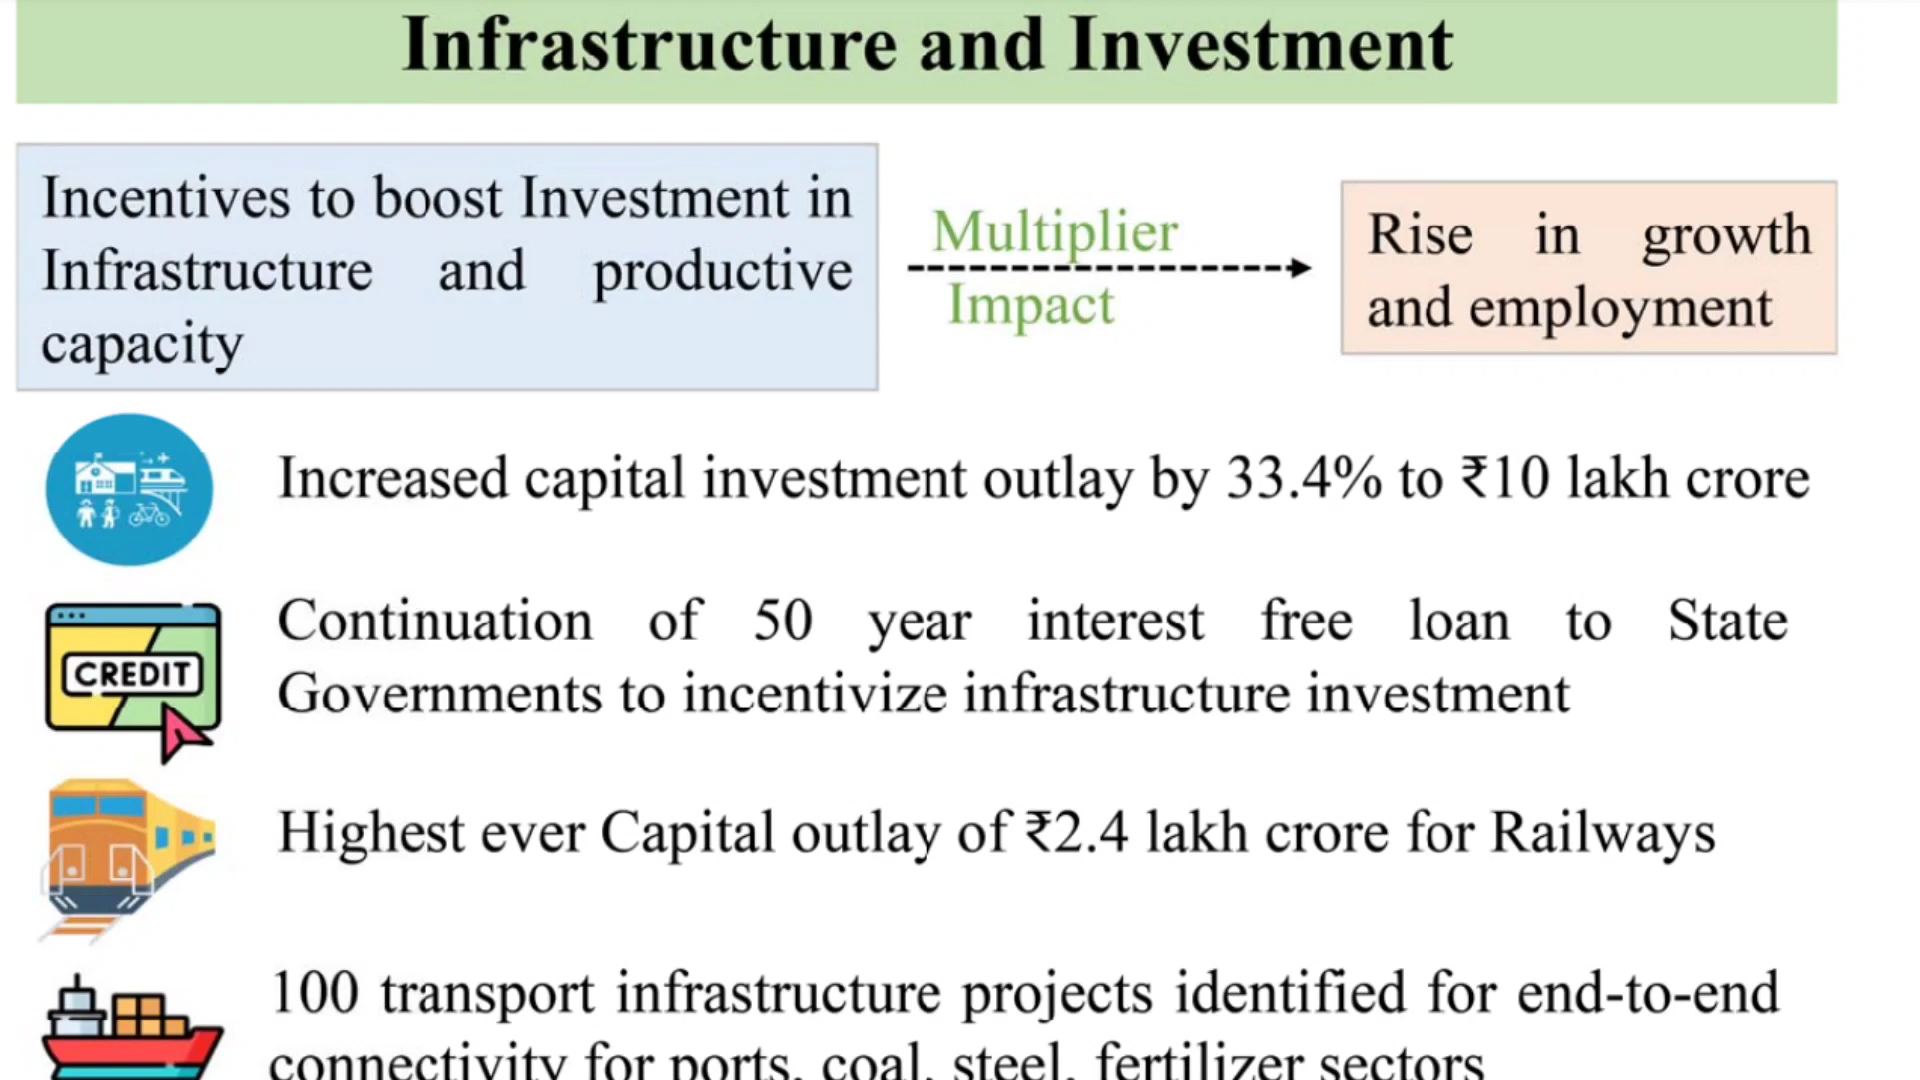 Infrastructure and Investment
Incentives to boost Investment in
Infrastructure and productive
capacity
Multiplier
Impact
Rise in growth
and employment
Increased capital investment outlay by 33.4% to ₹10 lakh crore
CREDIT
Continuation of 50 year interest free loan to State
Governments to incentivize infrastructure investment
Highest ever Capital outlay of ₹2.4 lakh crore for Railways
100 transport infrastructure projects identified for end-to-end
connectivity for ports, coal, steel, fertilizer sectors